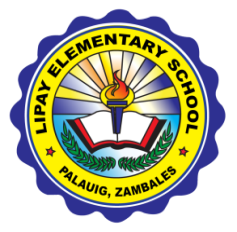 LIPAY ELEMENTARY SCHOOL
PALAUIG, ZAMBALES